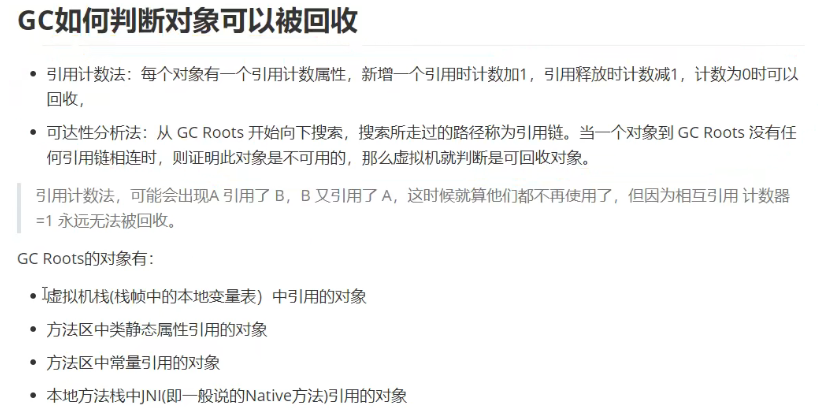 GC如何判断对象可以被回收
引用计数法：每个对象有一个引用计数属性，新增一个引用时计数加1，引用释放时计数减1，计数为0时可以
回收，
可达性分析法：从 GC Roots 开始向下搜索，搜索所走过的路径称为引用链。当一个对象到 GC Roots 没有任
何引用链相连时，则证明此对象是不可用的，那么虚拟机就判断是可回收对象。
引用计数法，可能会出现A 引用了 B，B 又引用了 A，这时候就算他们都不再使用了，但因为相互引用 计数器
=1 永远无法被回收。
GC Roots的对象有：
虚拟机栈(栈帧中的本地变量表）中引用的对象
方法区中类静态属性引用的对象
方法区中常量引用的对象
本地方法栈中JNI(即一般说的Native方法)引用的对象